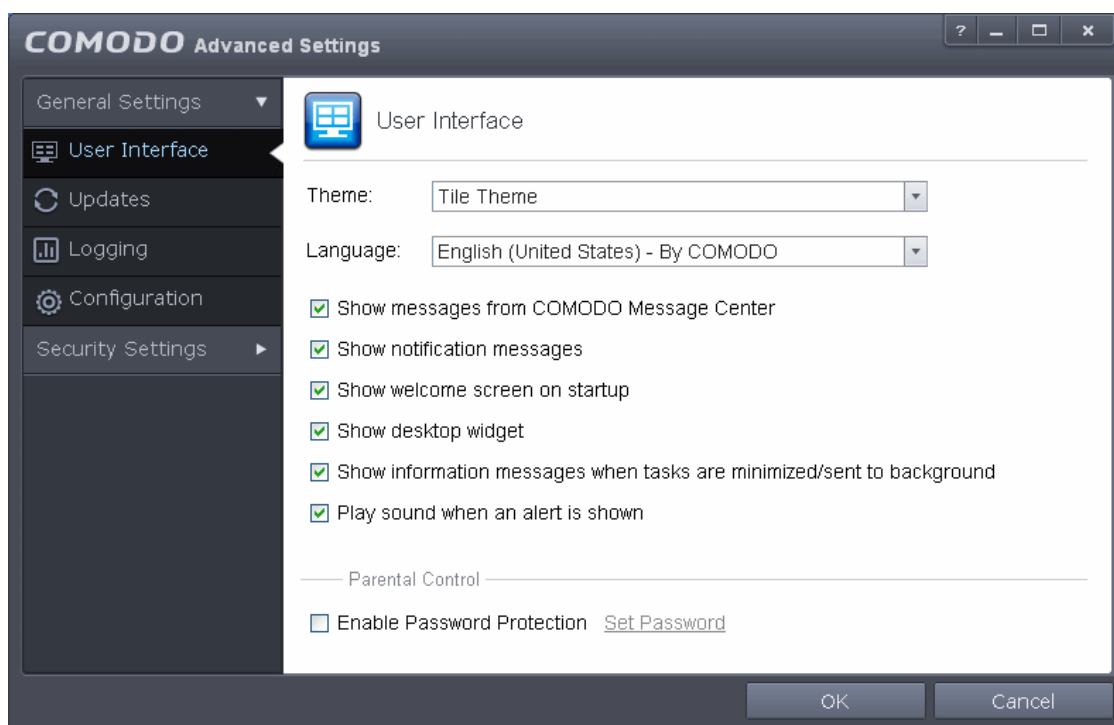 COMODO Advanced Settings
?
General Settings
User Interface
Updates
Logging
Configuration
Security Settings
User Interface
Theme: Tile Theme
Language: English (United States) - By COMODO
Show messages from COMODO Message Center
Show notification messages
Show welcome screen on startup
Show desktop widget
Show information messages when tasks are minimized/sent to background
Play sound when an alert is shown
Parental Control
Enable Password Protection Set Password
OK Cancel